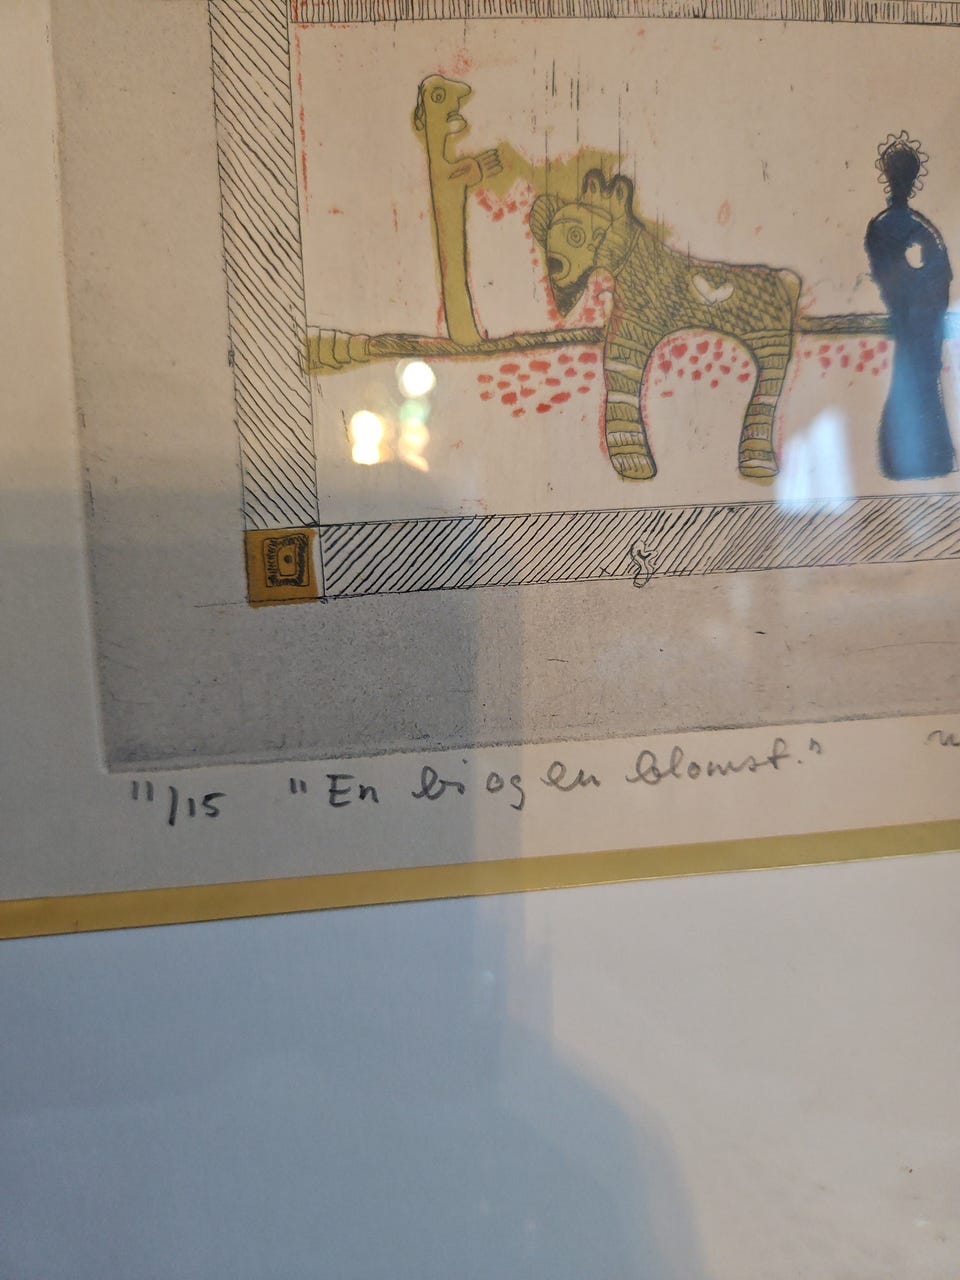 11/15 "En bi og en blomst."